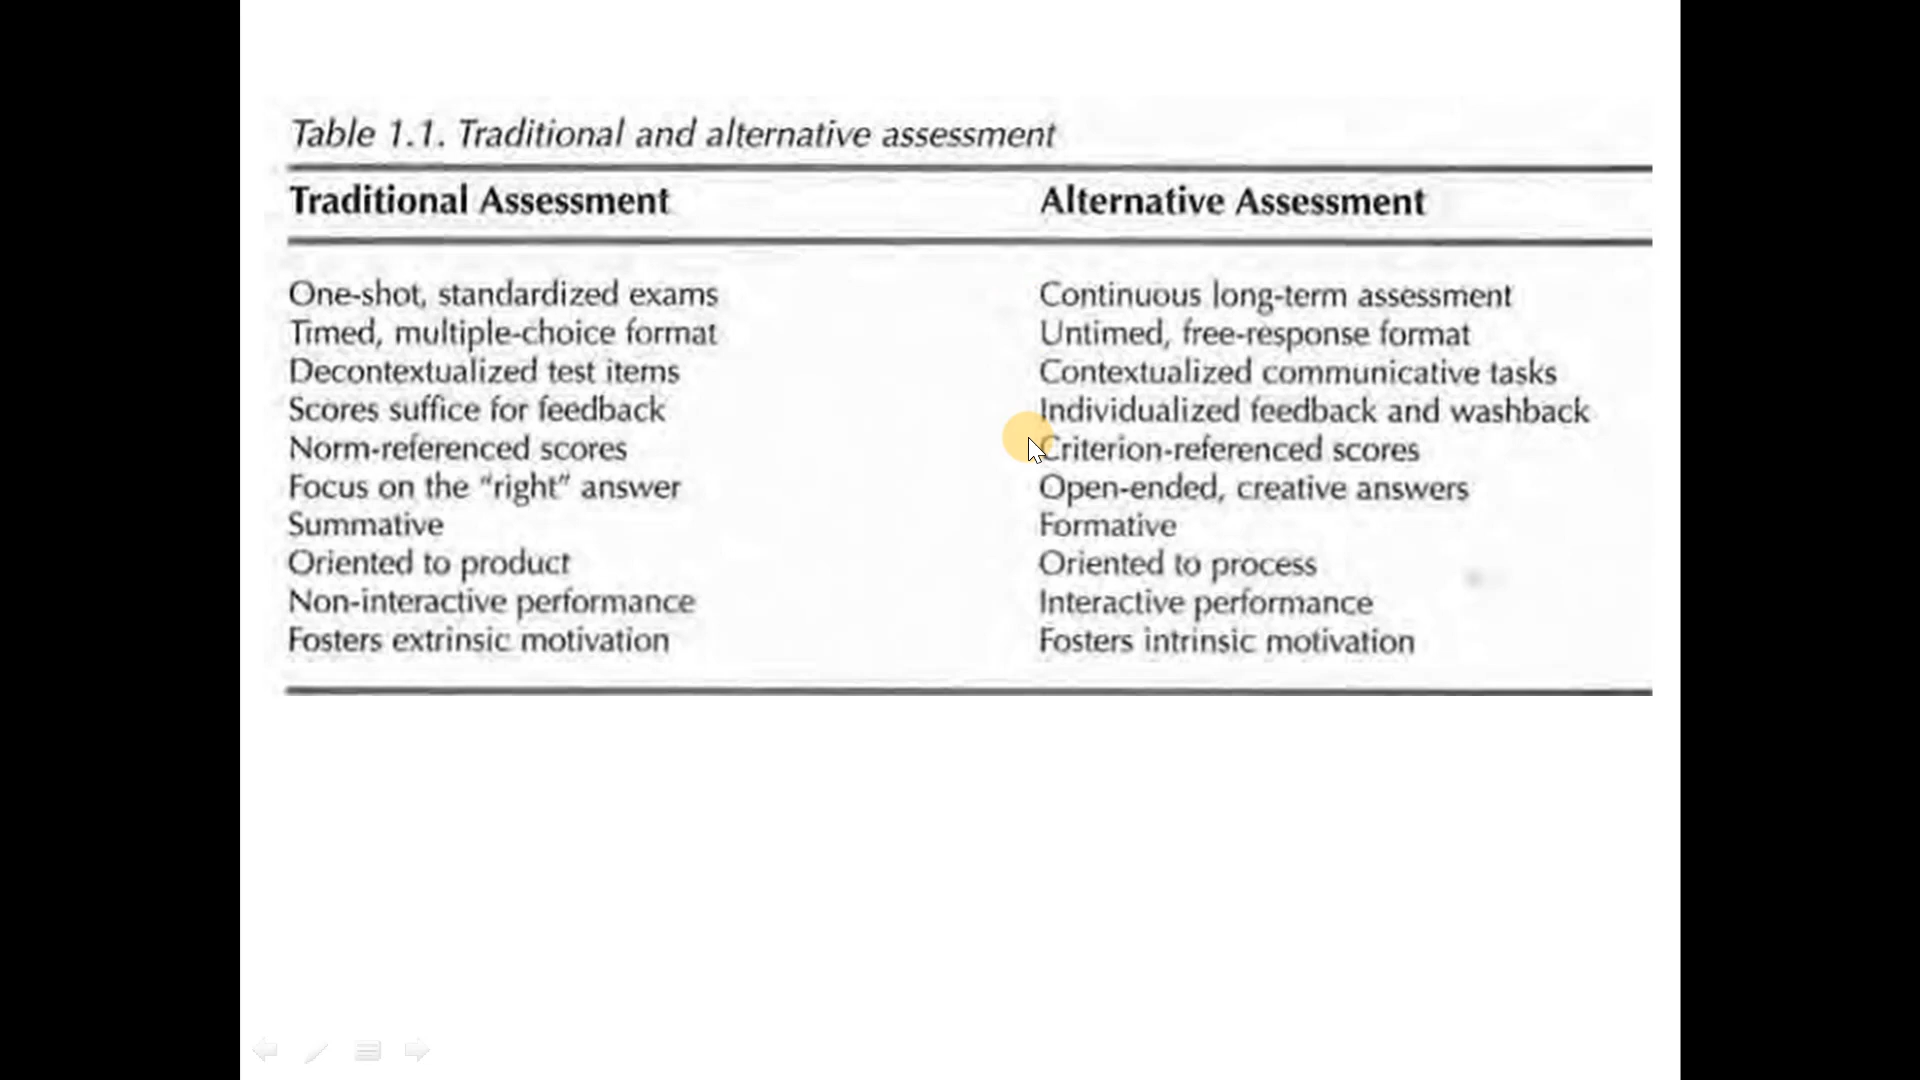 Table 1.1. Traditional and alternative assessment
Traditional Assessment Alternative Assessment
One-shot, standardized exams Continuous long-term assessment
Timed, multiple-choice format Untimed, free-response format
Decontextualized test items Contextualized communicative tasks
Scores suffice for feedback Individualized feedback and washback
Norm-referenced scores Criterion-referenced scores
Focus on the “right” answer Open-ended, creative answers
Summative Formative
Oriented to product Oriented to process
Non-interactive performance Interactive performance
Fosters extrinsic motivation Fosters intrinsic motivation